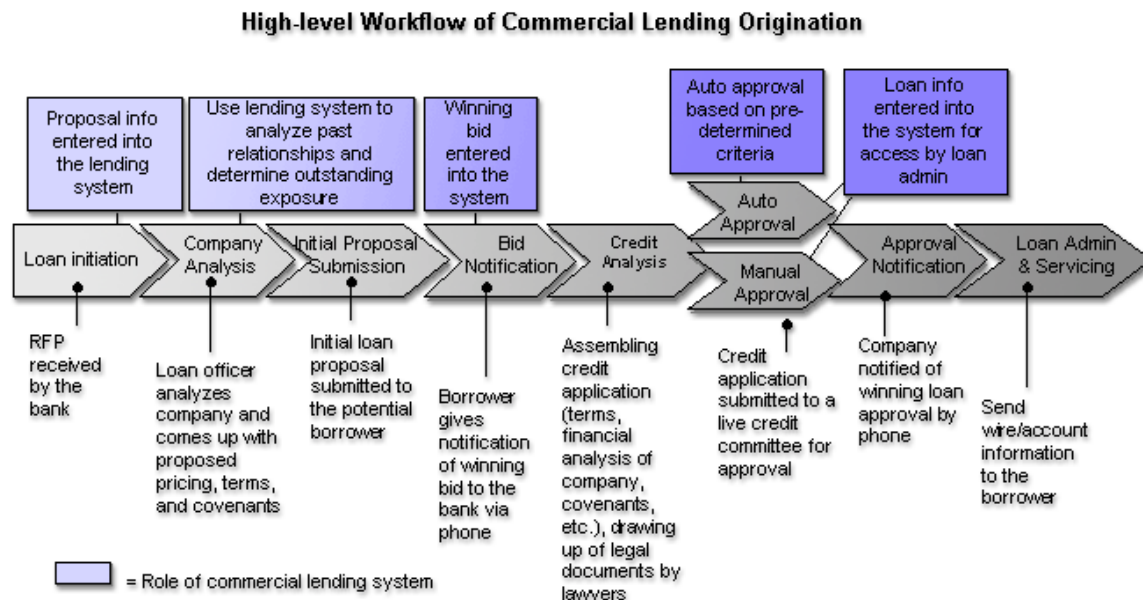 High-level Workflow of Commercial Lending Origination
Proposal info
entered into
the lending
system
Use lending system to
analyze past
relationships and
determine outstanding
exposure
Winning
bid
entered
into the
system
Auto approval
based on pre-
determined
criteria
Loan info
entered into
the system for
access by loan
admin
Loan initiation
Company
Analysis
Initial Proposal
Submission
Bid
Notification
Credit
Analysis
Auto
Approval
Manual
Approval
Approval
Notification
Loan Admin
& Servicing
RFP
received
by the
bank
Loan officer
analyzes
company and
comes up with
proposed
pricing, terms,
and covenants
Initial loan
proposal
submitted to
the potential
borrower
Borrower
gives
notification
of winning
bid to the
bank via
phone
Assembling
credit
application
(terms,
financial
analysis of
company,
covenants,
etc.), drawing
up of legal
documents by
lawyers
Credit
application
submitted to a
live credit
committee for
approval
Company
notified of
winning loan
approval by
phone
Send
wire/account
information
to the
borrower
= Role of commercial lending system